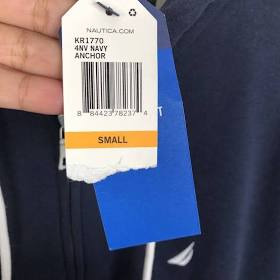 NAUTICA.COM
KR1770
4NV NAVY
ANCHOR
8 84423 78237 4
SMALL
T